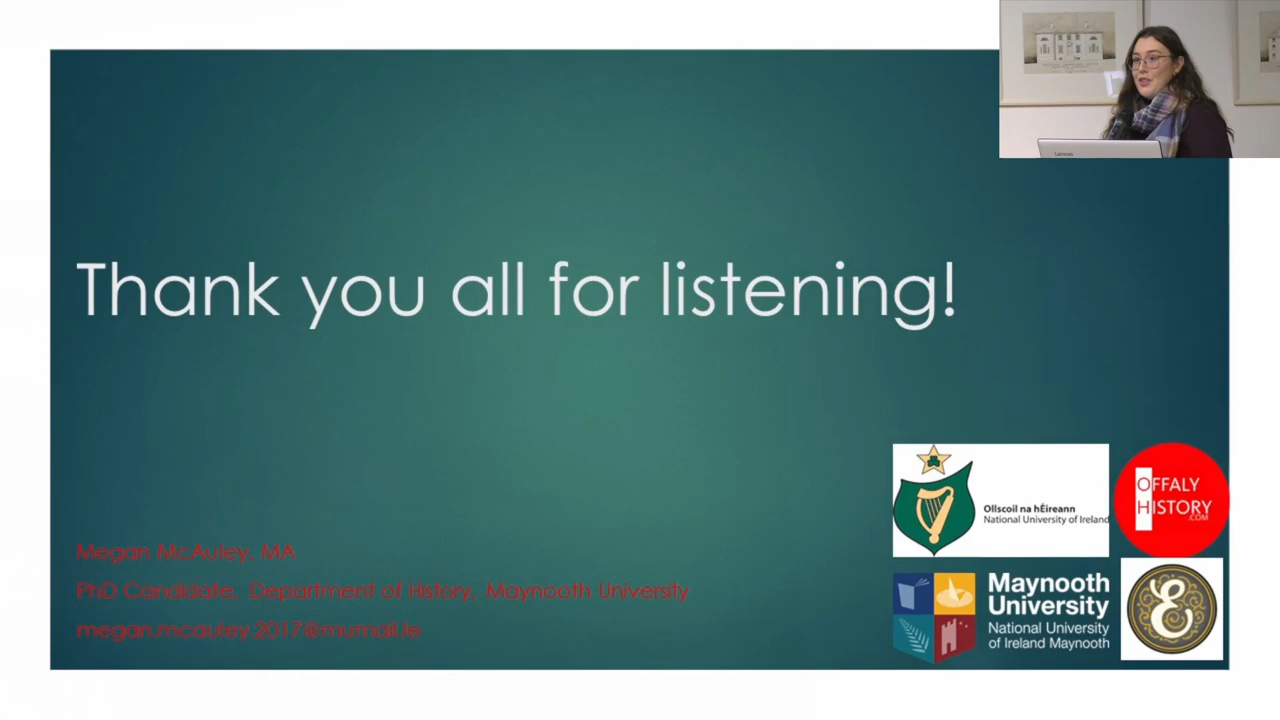 Thank you all for listening!
Megan McAuley, MA
PhD Candidate, Department of History, Maynooth University
megan.mcauley.2017@mumail.ie
Ollscoil na hÉireann
National University of Ireland
OFFALY
HISTORY
.COM
Maynooth
University
National University
of Ireland Maynooth
E
Lenovo